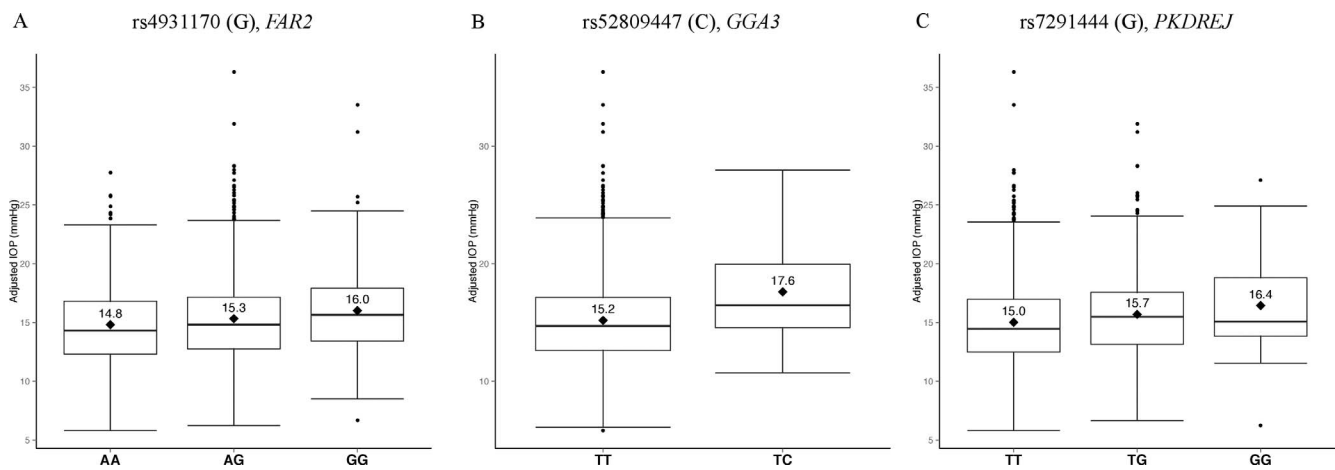 A rs4931170 (G), FAR2
Adjusted IOP (mmHg)
35
30
25
20
15
10
5
14.8
15.3
16.0
AA AG GG
B rs52809447 (C), GGA3
Adjusted IOP (mmHg)
30
20
10
15.2
17.6
TT TC
C rs7291444 (G), PKDREJ
Adjusted IOP (mmHg)
35
30
25
20
15
10
5
15.0
15.7
16.4
TT TG GG